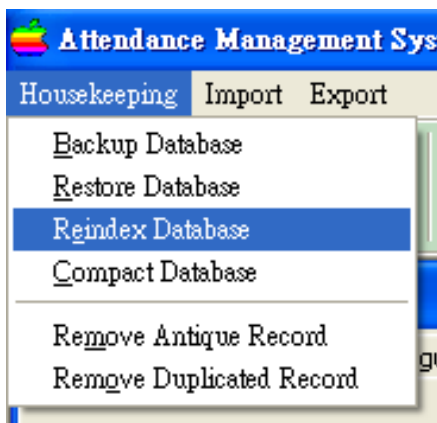 Attendance Management Sys
Housekeeping Import Export
Backup Database
Restore Database
Reindex Database
Compact Database
Remove Antique Record
Remove Duplicated Record